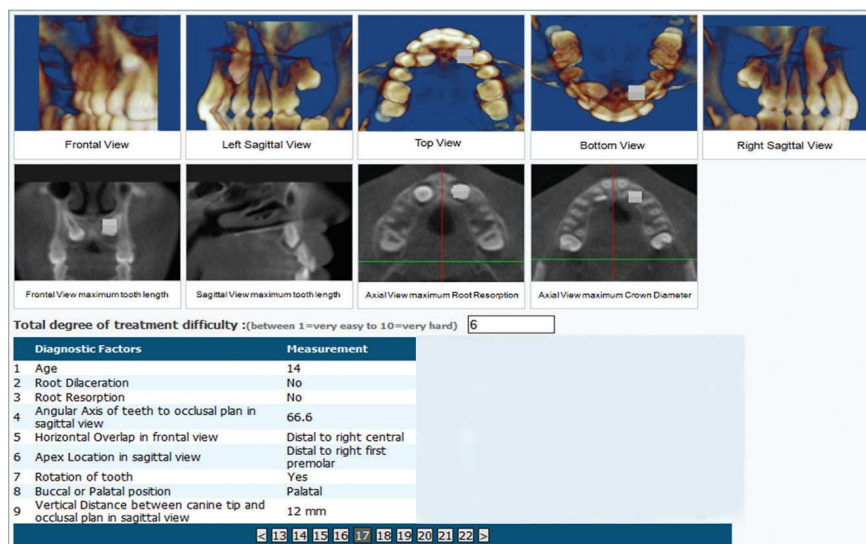 Frontal View
Left Sagittal View
Top View
Bottom View
Right Sagittal View
Frontal View maximum tooth length
Sagittal View maximum tooth length
Axial View maximum Root Resorption
Axial View maximum Crown Diameter
Total degree of treatment difficulty :(between 1=very easy to 10=very hard) 6
Diagnostic Factors Measurement
1 Age 14
2 Root Dilaceration No
3 Root Resorption No
4 Angular Axis of teeth to occlusal plan in
sagittal view 66.6
5 Horizontal Overlap in frontal view Distal to right central
6 Apex Location in sagittal view Distal to right first
premolar
7 Rotation of tooth Yes
8 Buccal or Palatal position Palatal
9 Vertical Distance between canine tip and
occlusal plan in sagittal view 12 mm
< 13 14 15 16 17 18 19 20 21 22 >